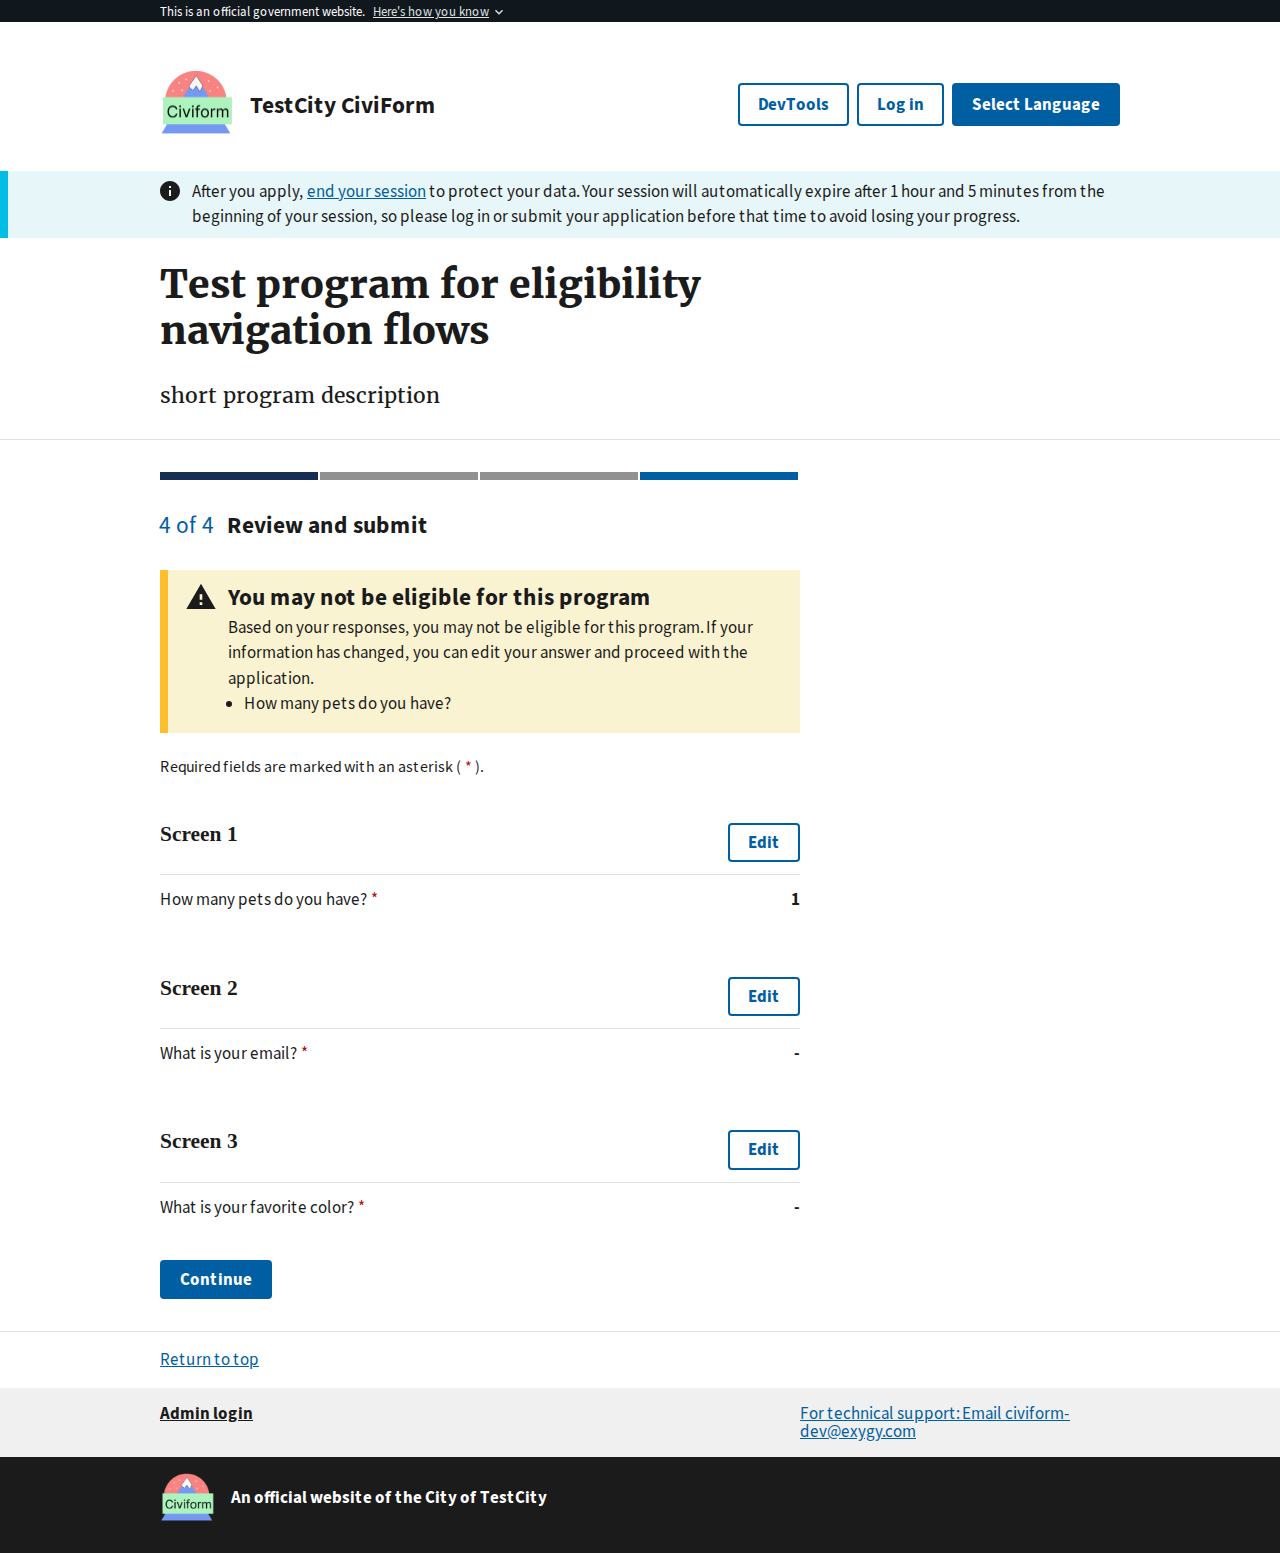 This is an official government website. Here's how you know
Civiform
TestCity CiviForm
DevTools
Log in
Select Language
After you apply, end your session to protect your data. Your session will automatically expire after 1 hour and 5 minutes from the
beginning of your session, so please log in or submit your application before that time to avoid losing your progress.
Test program for eligibility
navigation flows
short program description
4 of 4 Review and submit
You may not be eligible for this program
Based on your responses, you may not be eligible for this program. If your
information has changed, you can edit your answer and proceed with the
application.
• How many pets do you have?
Required fields are marked with an asterisk ( * ).
Screen 1
Edit
How many pets do you have? *
1
Screen 2
Edit
What is your email? *
-
Screen 3
Edit
What is your favorite color? *
-
Continue
Return to top
Admin login
For technical support: Email civiform-
dev@exygy.com
Civiform
An official website of the City of TestCity